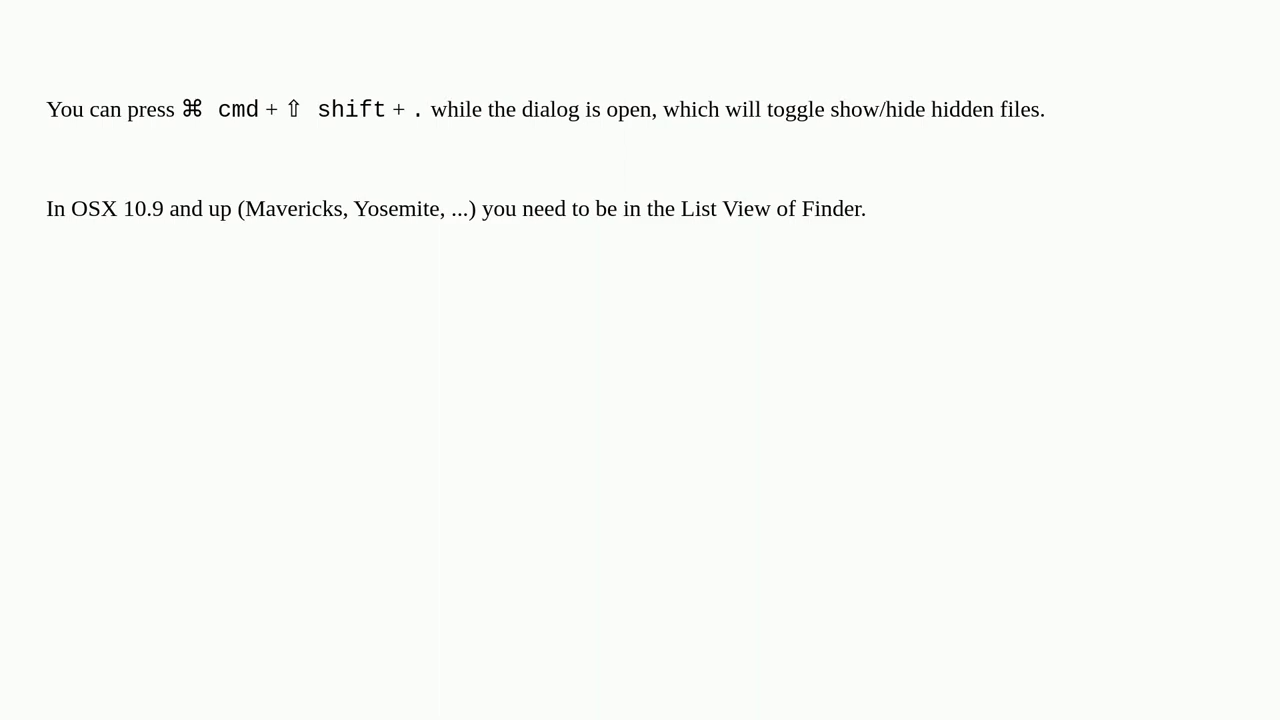 You can press ⌘ cmd + ⇧ shift + . while the dialog is open, which will toggle show/hide hidden files.
In OSX 10.9 and up (Mavericks, Yosemite, ...) you need to be in the List View of Finder.